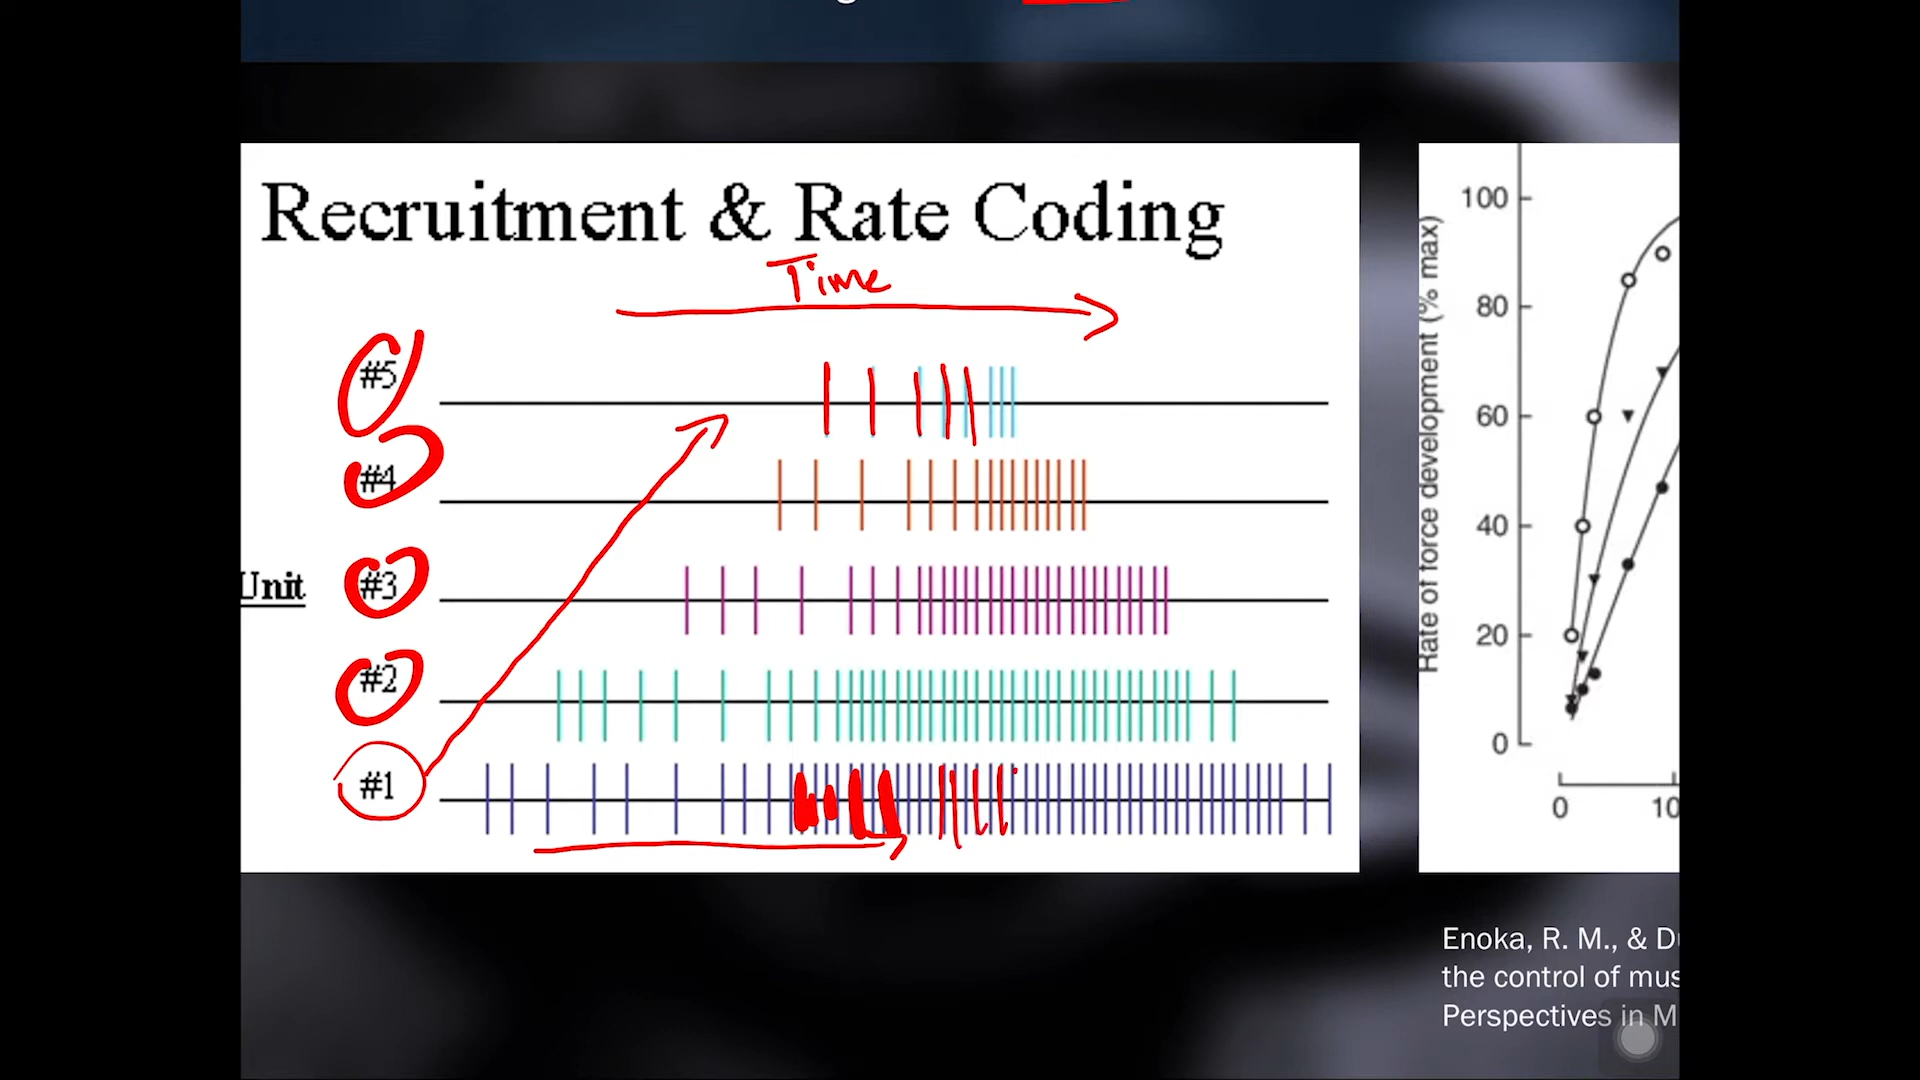 Recruitment & Rate Coding
Time
#5
#4
Unit #3
#2
#1
Rate of force development (% max)
100
80
60
40
20
0
0 10
Enoka, R. M., &
the control of
Perspectives in